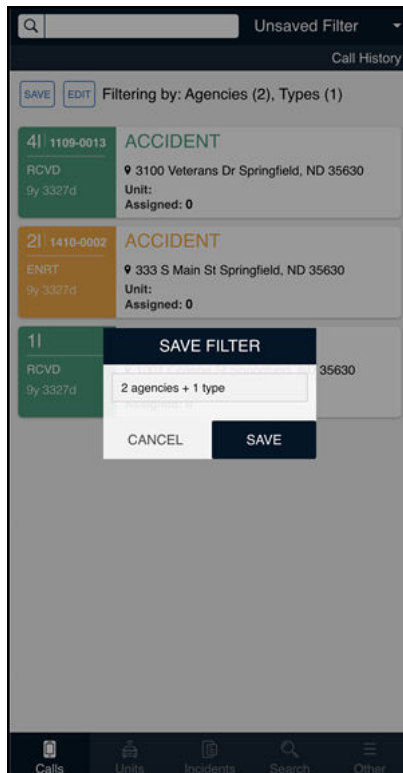 Unsaved Filter
Call History
SAVE EDIT Filtering by: Agencies (2), Types (1)
4| 1109-0013 ACCIDENT
RCVD 3100 Veterans Dr Springfield, ND 35630
9y 3327d Unit:
Assigned: 0
2| 1410-0002 ACCIDENT
ENRT 333 S Main St Springfield, ND 35630
9y 3327d Unit:
Assigned: 0
1|
SAVE FILTER
RCVD 35630
9y 3327d
2 agencies + 1 type
CANCEL SAVE
Calls Units Incidents Search Other